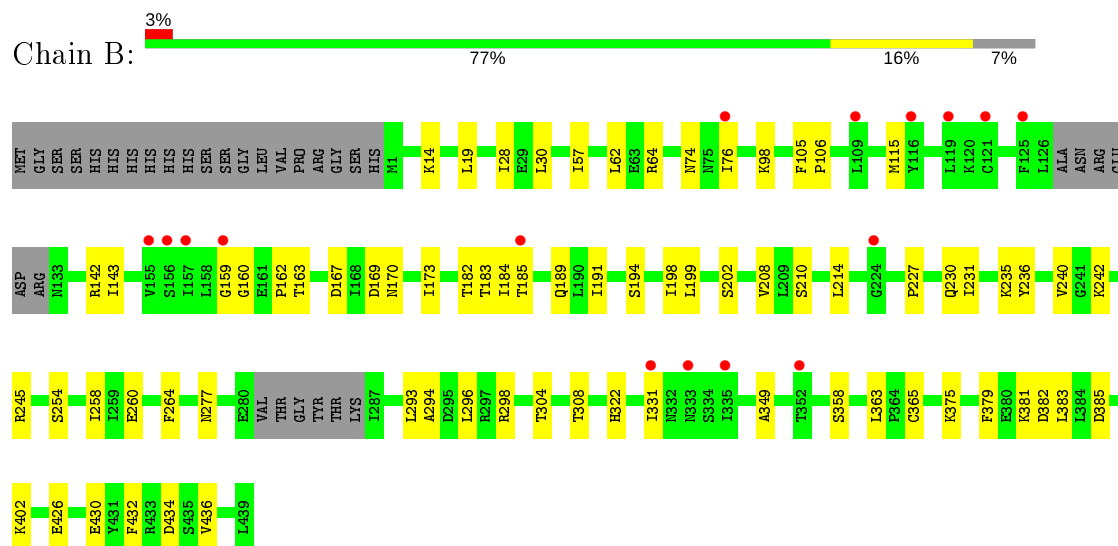 3%
Chain B:
77% 16% 7%
MET GLY SER SER HIS HIS HIS HIS HIS HIS SER SER GLY LEU VAL PRO ARG GLY SER HIS M1 K14 L19 I28 E29 L30 I57 L62 E63 R64 N74 N75 I76 K98 F105 P106 L109 M115 Y116 L119 K120 C121 F125 L126 ALA ASN ARG GLU
ASP ARG N133 R142 I143 V155 S156 I157 L158 G159 G160 E161 P162 T163 D167 I168 D169 N170 I173 T182 T183 I184 T185 Q189 L190 I191 S194 I198 L199 S202 V208 L209 S210 L214 G224 P227 Q230 I231 K235 Y236 V240 G241 K242
R245 S254 I258 I259 E260 F264 N277 E280 VAL THR GLY TYR THR LYS I287 L293 A294 D295 L296 R297 R298 T304 T308 H322 I331 N332 N333 S334 I335 A349 T352 S358 L363 P364 C365 K375 F379 E380 K381 D382 L383 L384 D385
K402 E426 E430 Y431 F432 R433 D434 S435 V436 L439